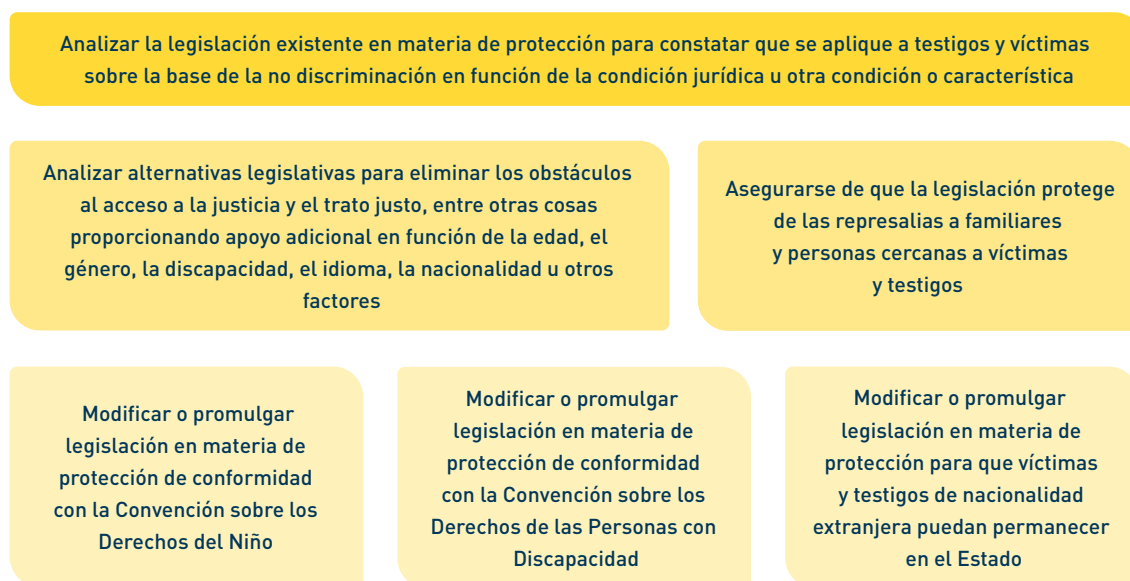 Analizar la legislación existente en materia de protección para constatar que se aplique a testigos y víctimas
sobre la base de la no discriminación en función de la condición jurídica u otra condición o característica
Analizar alternativas legislativas para eliminar los obstáculos
al acceso a la justicia y el trato justo, entre otras cosas
proporcionando apoyo adicional en función de la edad, el
género, la discapacidad, el idioma, la nacionalidad u otros
factores
Asegurarse de que la legislación protege
de las represalias a familiares
y personas cercanas a víctimas
y testigos
Modificar o promulgar
legislación en materia de
protección de conformidad
con la Convención sobre los
Derechos del Niño
Modificar o promulgar
legislación en materia de
protección de conformidad
con la Convención sobre los
Derechos de las Personas con
Discapacidad
Modificar o promulgar
legislación en materia de
protección para que víctimas
y testigos de nacionalidad
extranjera puedan permanecer
en el Estado